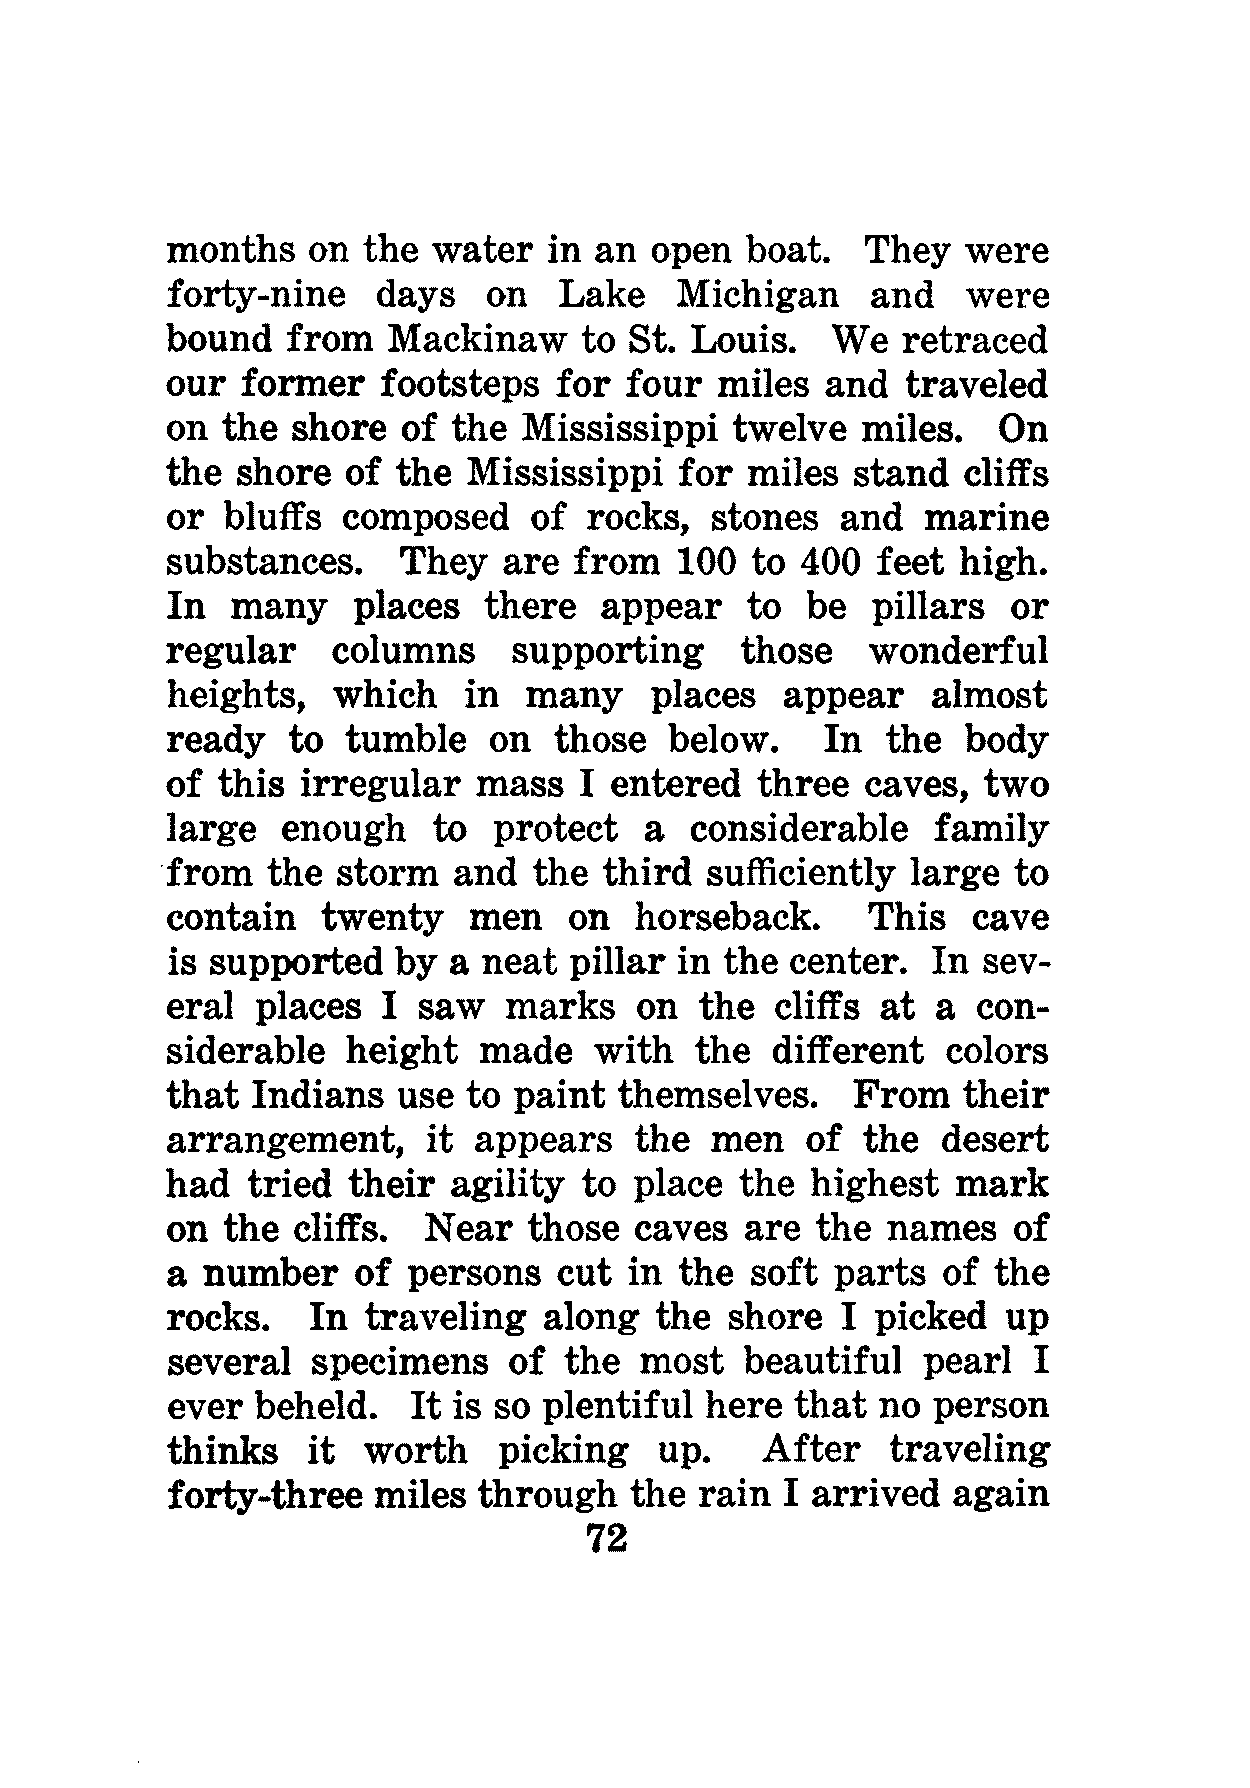 months on the water in an open boat. They were
forty-nine days on Lake Michigan and were
bound from Mackinaw to St. Louis. We retraced
our former footsteps for four miles and traveled
on the shore of the Mississippi twelve miles. On
the shore of the Mississippi for miles stand cliffs
or bluffs composed of rocks, stones and marine
substances. They are from 100 to 400 feet high.
In many places there appear to be pillars or
regular columns supporting those wonderful
heights, which in many places appear almost
ready to tumble on those below. In the body
of this irregular mass I entered three caves, two
large enough to protect a considerable family
from the storm and the third sufficiently large to
contain twenty men on horseback. This cave
is supported by a neat pillar in the center. In sev-
eral places I saw marks on the cliffs at a con-
siderable height made with the different colors
that Indians use to paint themselves. From their
arrangement, it appears the men of the desert
had tried their agility to place the highest mark
on the cliffs. Near those caves are the names of
a number of persons cut in the soft parts of the
rocks. In traveling along the shore I picked up
several specimens of the most beautiful pearl I
ever beheld. It is so plentiful here that no person
thinks it worth picking up. After traveling
forty-three miles through the rain I arrived again
72